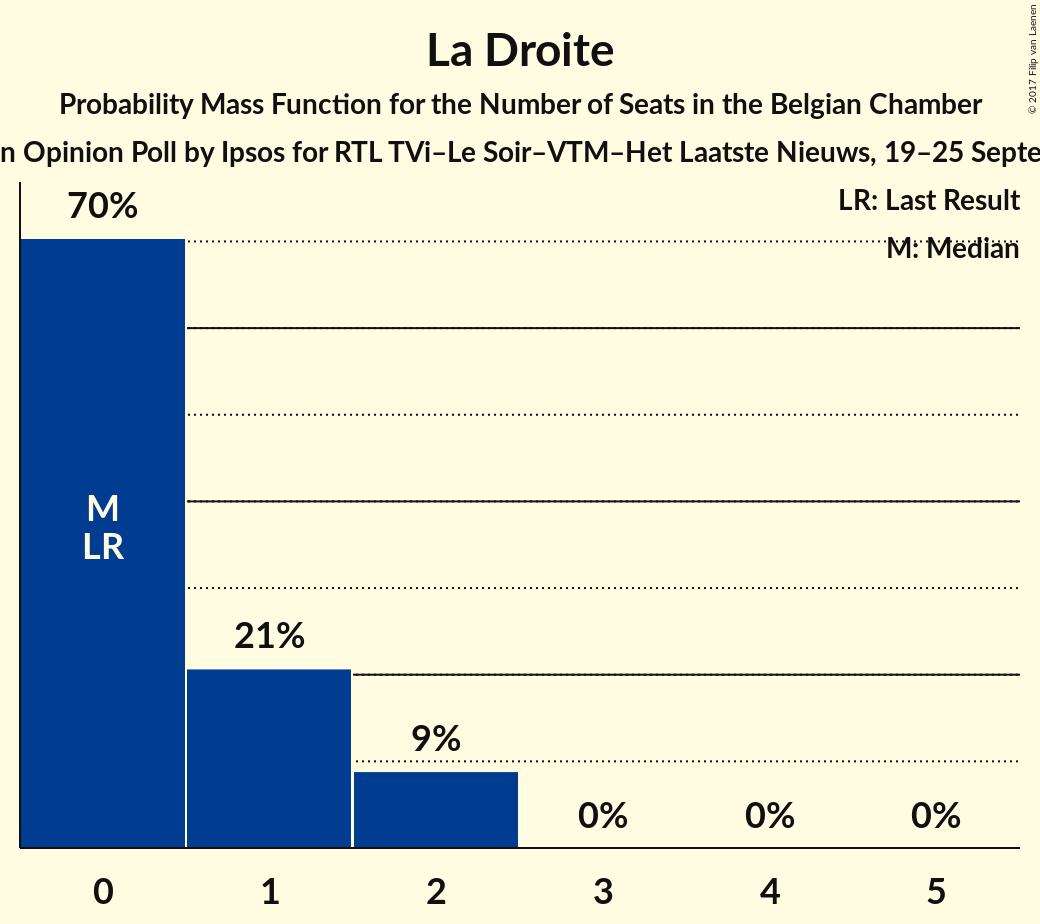 La Droite
Probability Mass Function for the Number of Seats in the Belgian Chamber
n Opinion Poll by Ipsos for RTL TVi–Le Soir–VTM–Het Laatste Nieuws, 19–25 Septe
© 2017 Filip van Laenen
LR: Last Result
M: Median
70%
M
LR
21%
9%
0% 0% 0%
0 1 2 3 4 5